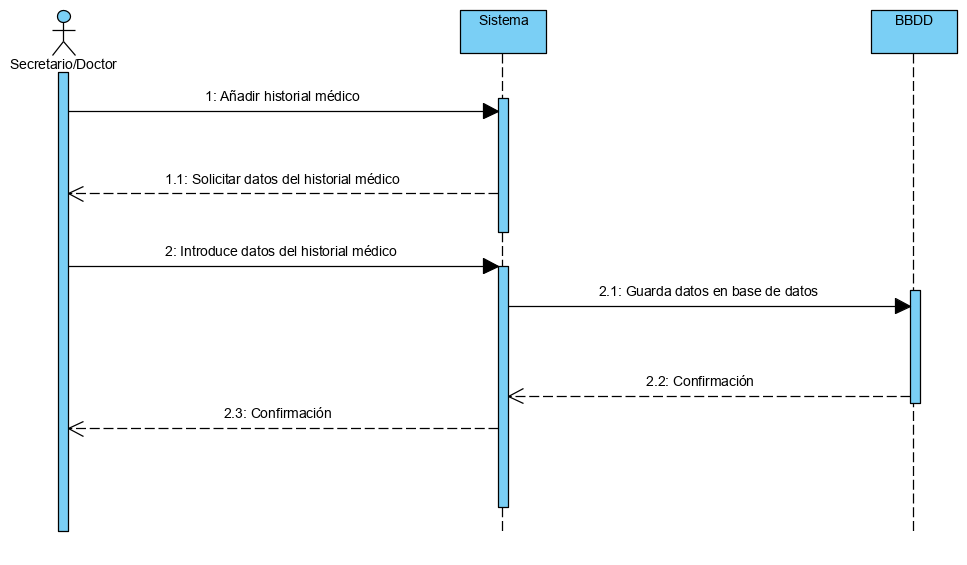 Sistema
BBDD
Secretario/Doctor
1: Añadir historial médico
1.1: Solicitar datos del historial médico
2: Introduce datos del historial médico
2.1: Guarda datos en base de datos
2.2: Confirmación
2.3: Confirmación